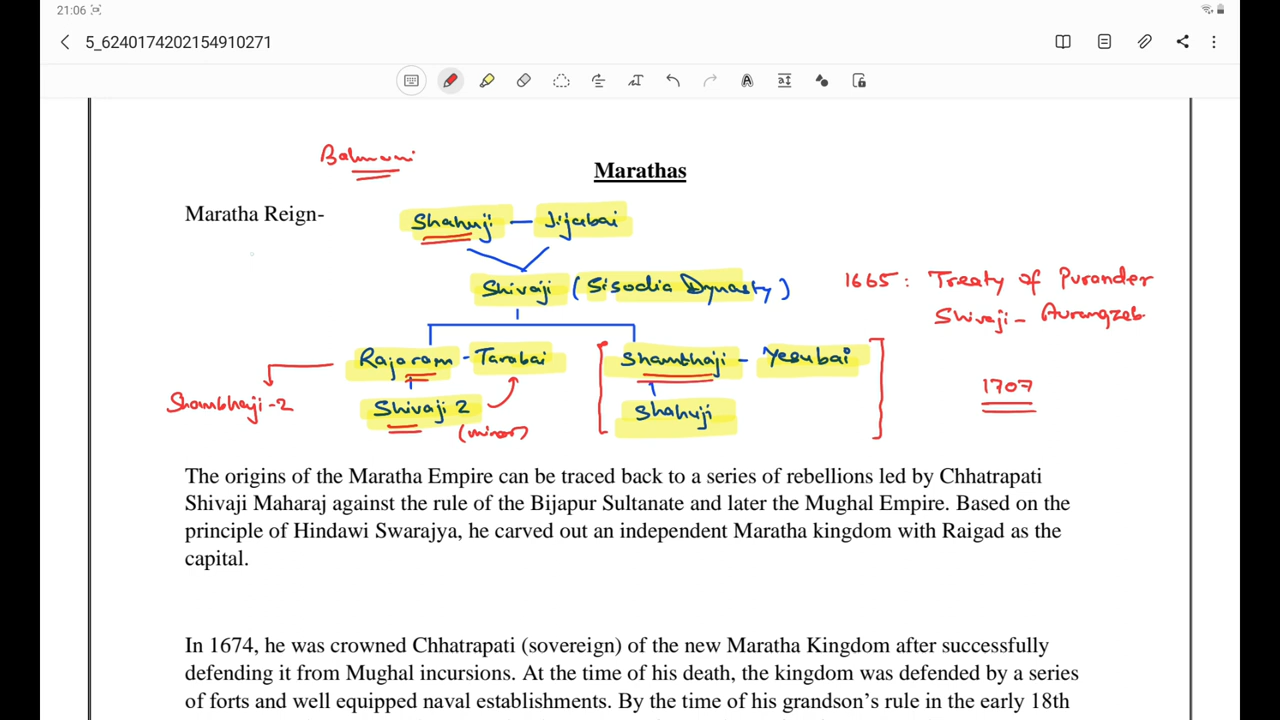 21:06
5_6240174202154910271
Bahmani
Marathas
Maratha Reign-
Shahuji - Jijabai
Shivaji (Sisodia Dynasty)
1665: Treaty of Purander
Shivaji - Aurangzeb
Rajaram - Tarabai [Shambhaji - Yesubai]
1707
Shambhaji-2
Shivaji 2
Shahuji
(minor)
The origins of the Maratha Empire can be traced back to a series of rebellions led by Chhatrapati
Shivaji Maharaj against the rule of the Bijapur Sultanate and later the Mughal Empire. Based on the
principle of Hindawi Swarajya, he carved out an independent Maratha kingdom with Raigad as the
capital.
In 1674, he was crowned Chhatrapati (sovereign) of the new Maratha Kingdom after successfully
defending it from Mughal incursions. At the time of his death, the kingdom was defended by a series
of forts and well equipped naval establishments. By the time of his grandson's rule in the early 18th